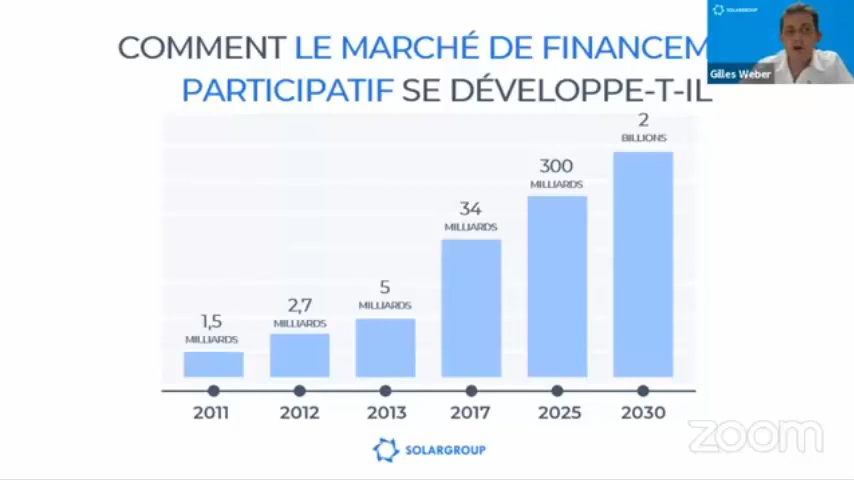 SOLARGROUP
Gilles Weber
COMMENT LE MARCHÉ DE FINANCEM
PARTICIPATIF SE DÉVELOPPE-T-IL
1,5
MILLIARDS
2,7
MILLIARDS
5
MILLIARDS
34
MILLIARDS
300
MILLIARDS
2
BILLIONS
2011 2012 2013 2017 2025 2030
SOLARGROUP
zoom